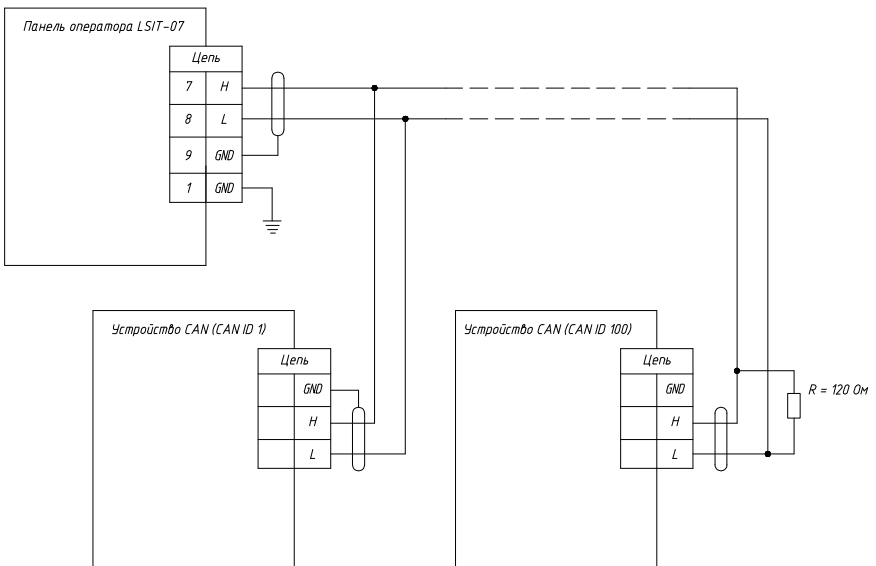 Панель оператора LSIT-07
Цепь
7 H
8 L
9 GND
1 GND
Устройство CAN (CAN ID 1)
Цепь
GND
H
L
Устройство CAN (CAN ID 100)
Цепь
GND
H
L
R = 120 Ом